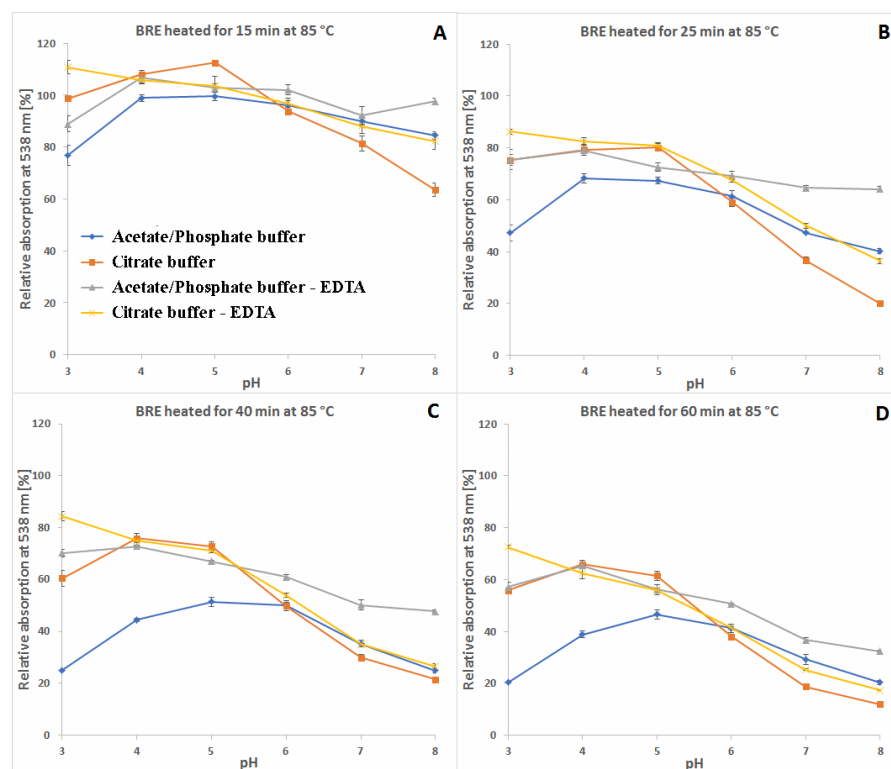 BRE heated for 15 min at 85 °C
A
Relative absorption at 538 nm [%]
120
100
80
60
40
20
0
Acetate/Phosphate buffer
Citrate buffer
Acetate/Phosphate buffer - EDTA
Citrate buffer - EDTA
3 4 5 6 7 8
pH
BRE heated for 25 min at 85 °C
B
Relative absorption at 538 nm [%]
120
100
80
60
40
20
0
3 4 5 6 7 8
pH
BRE heated for 40 min at 85 °C
C
Relative absorption at 538 nm [%]
120
100
80
60
40
20
0
3 4 5 6 7 8
pH
BRE heated for 60 min at 85 °C
D
Relative absorption at 538 nm [%]
120
100
80
60
40
20
0
3 4 5 6 7 8
pH